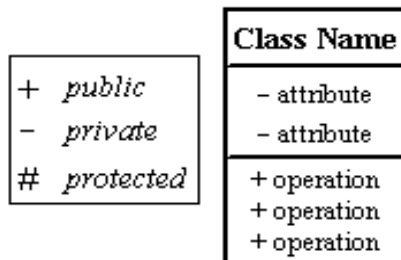 + public
– private
# protected
Class Name
– attribute
– attribute
+ operation
+ operation
+ operation